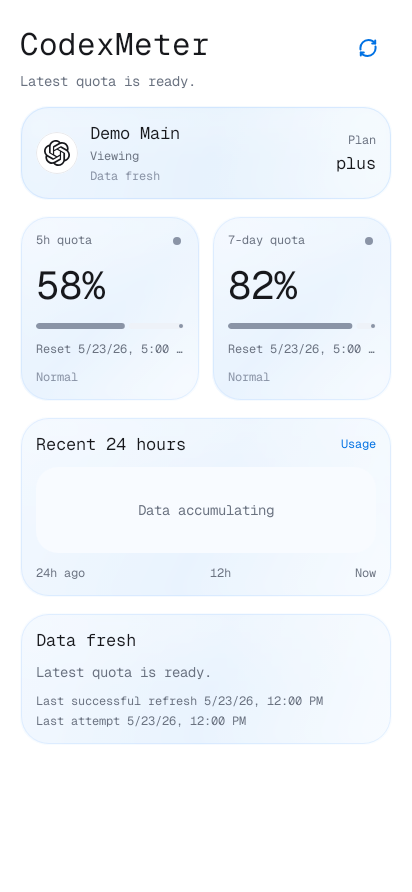 CodexMeter
Latest quota is ready.
Demo Main
Viewing
Data fresh
Plan
plus
5h quota
58%
Reset 5/23/26, 5:00 …
Normal
7-day quota
82%
Reset 5/23/26, 5:00 …
Normal
Recent 24 hours
Usage
Data accumulating
24h ago 12h Now
Data fresh
Latest quota is ready.
Last successful refresh 5/23/26, 12:00 PM
Last attempt 5/23/26, 12:00 PM